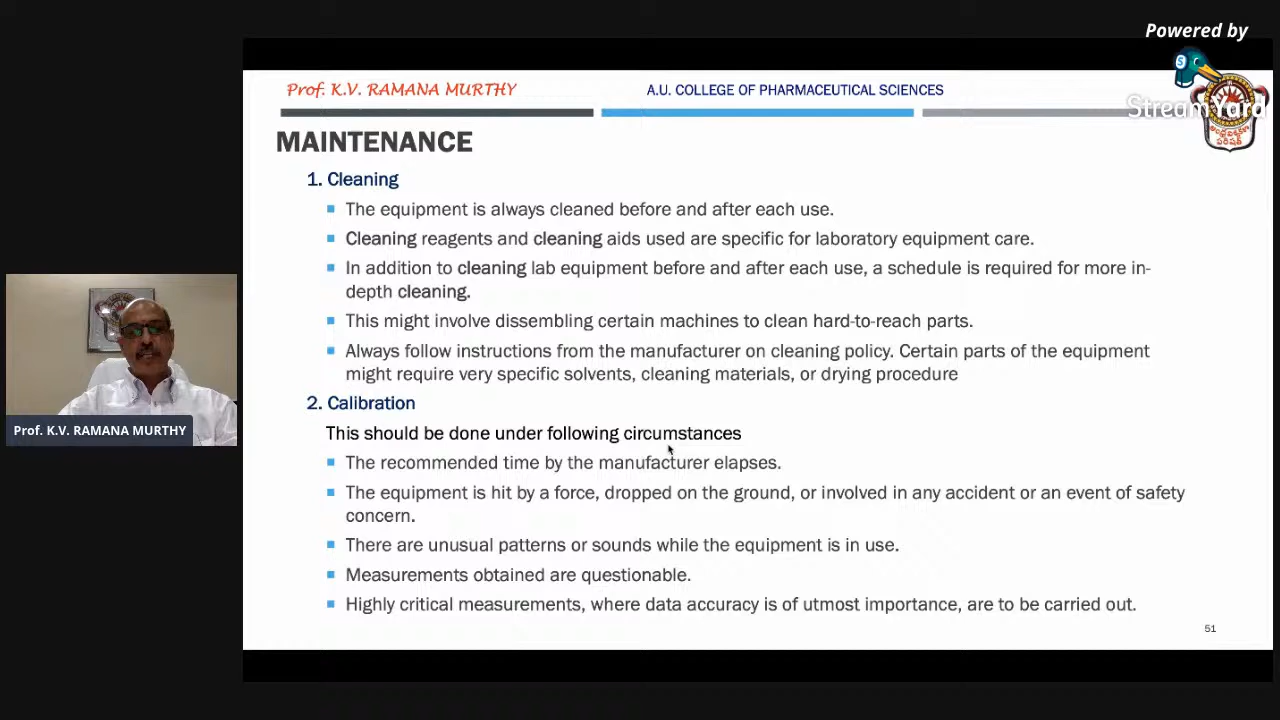 Powered by
StreamYard
Prof. K.V. RAMANA MURTHY
A.U. COLLEGE OF PHARMACEUTICAL SCIENCES
MAINTENANCE
1. Cleaning
The equipment is always cleaned before and after each use.
Cleaning reagents and cleaning aids used are specific for laboratory equipment care.
In addition to cleaning lab equipment before and after each use, a schedule is required for more in-
depth cleaning.
This might involve dissembling certain machines to clean hard-to-reach parts.
Always follow instructions from the manufacturer on cleaning policy. Certain parts of the equipment
might require very specific solvents, cleaning materials, or drying procedure
2. Calibration
This should be done under following circumstances
The recommended time by the manufacturer elapses.
The equipment is hit by a force, dropped on the ground, or involved in any accident or an event of safety
concern.
There are unusual patterns or sounds while the equipment is in use.
Measurements obtained are questionable.
Highly critical measurements, where data accuracy is of utmost importance, are to be carried out.
51
Prof. K.V. RAMANA MURTHY